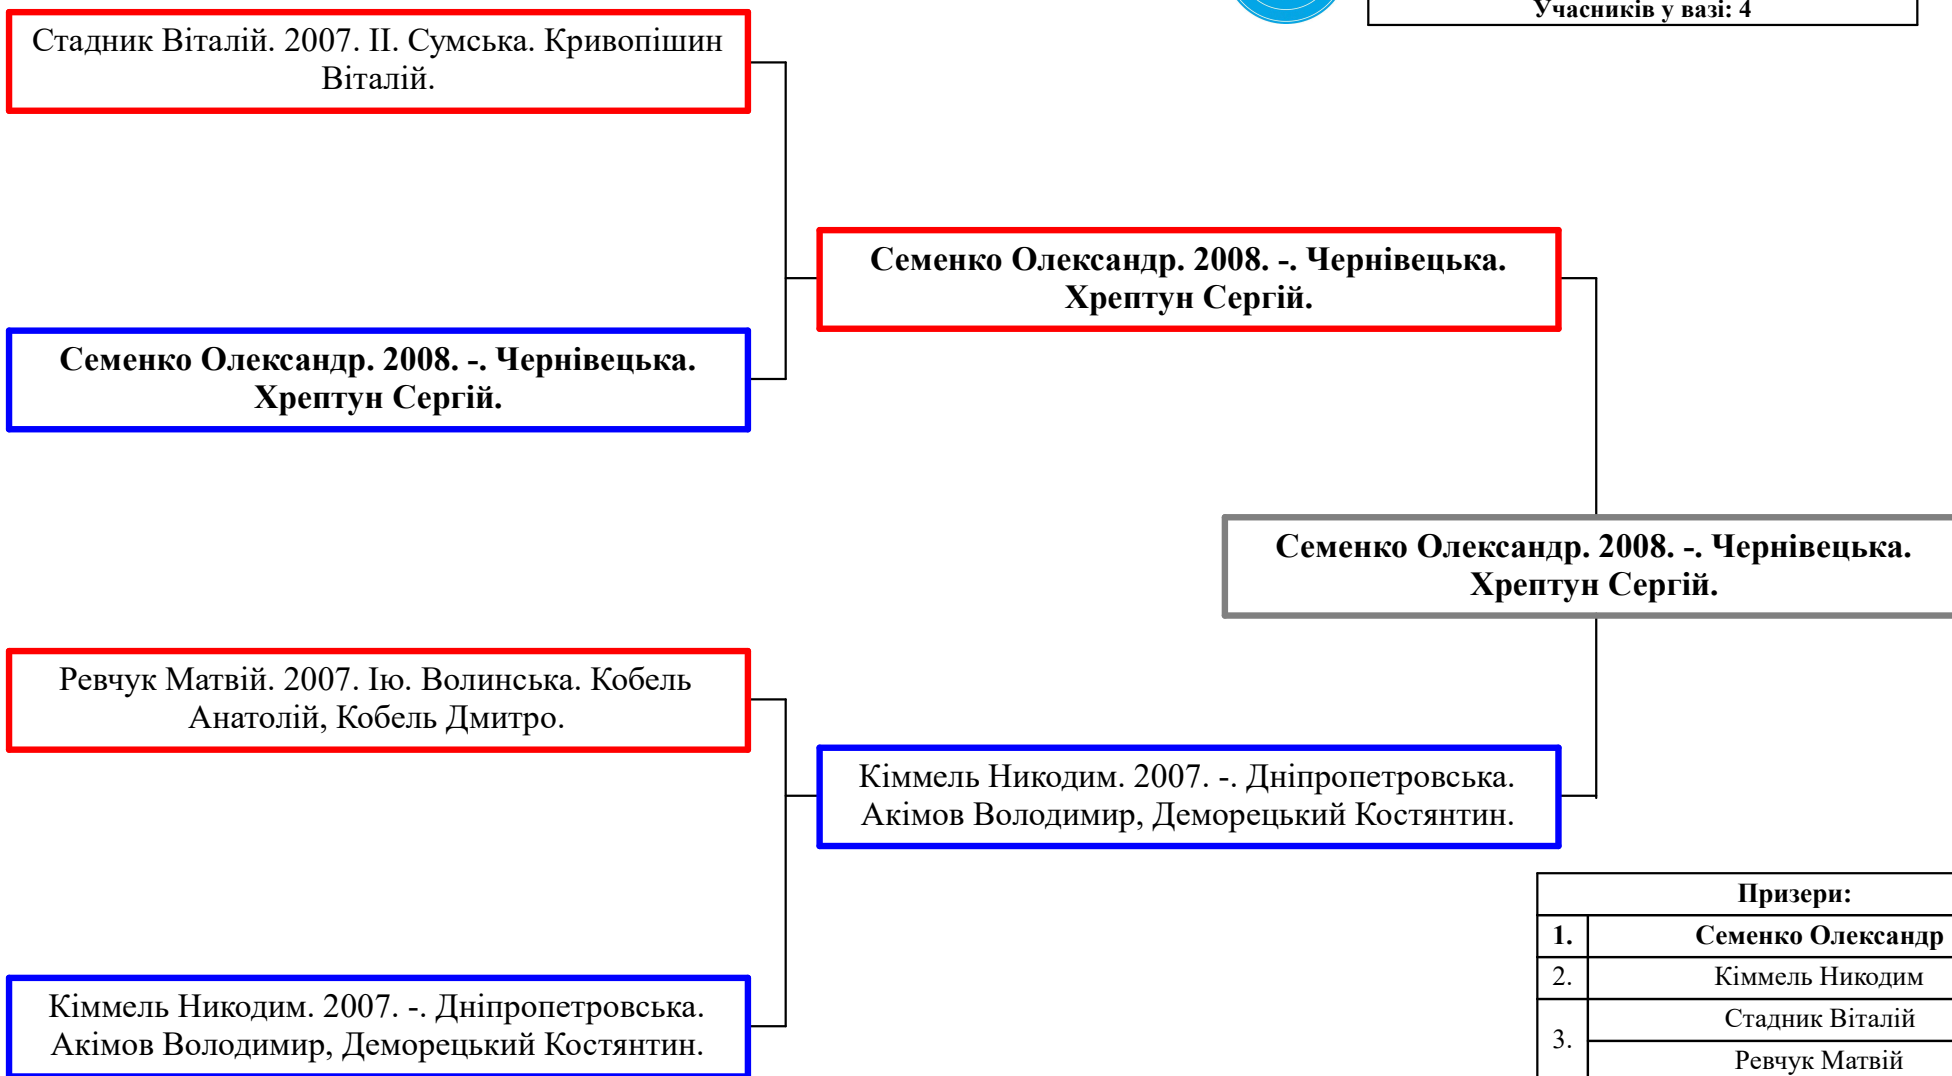 Учасників у вазі: 4
Стадник Віталій. 2007. II. Сумська. Кривопішин
Віталій.
Семенко Олександр. 2008. -. Чернівецька.
Хрептун Сергій.
Семенко Олександр. 2008. -. Чернівецька.
Хрептун Сергій.
Семенко Олександр. 2008. -. Чернівецька.
Хрептун Сергій.
Ревчук Матвій. 2007. Iю. Волинська. Кобель
Анатолій, Кобель Дмитро.
Кіммель Никодим. 2007. -. Дніпропетровська.
Акімов Володимир, Деморецький Костянтин.
Кіммель Никодим. 2007. -. Дніпропетровська.
Акімов Володимир, Деморецький Костянтин.
Призери:
1. Семенко Олександр
2. Кіммель Никодим
3. Стадник Віталій
Ревчук Матвій